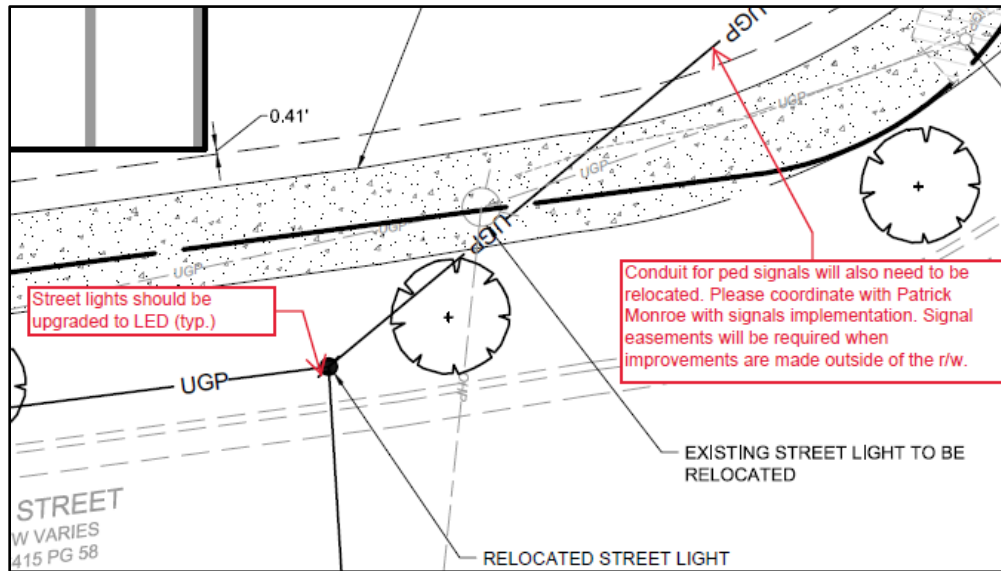 UGP
UGP
0.41'
UGP
UGP
UGP
UGP
UGP
Street lights should be
upgraded to LED (typ.)
Conduit for ped signals will also need to be
relocated. Please coordinate with Patrick
Monroe with signals implementation. Signal
easements will be required when
improvements are made outside of the r/w.
UGP
OHP
EXISTING STREET LIGHT TO BE
RELOCATED
STREET
W VARIES
415 PG 58
RELOCATED STREET LIGHT